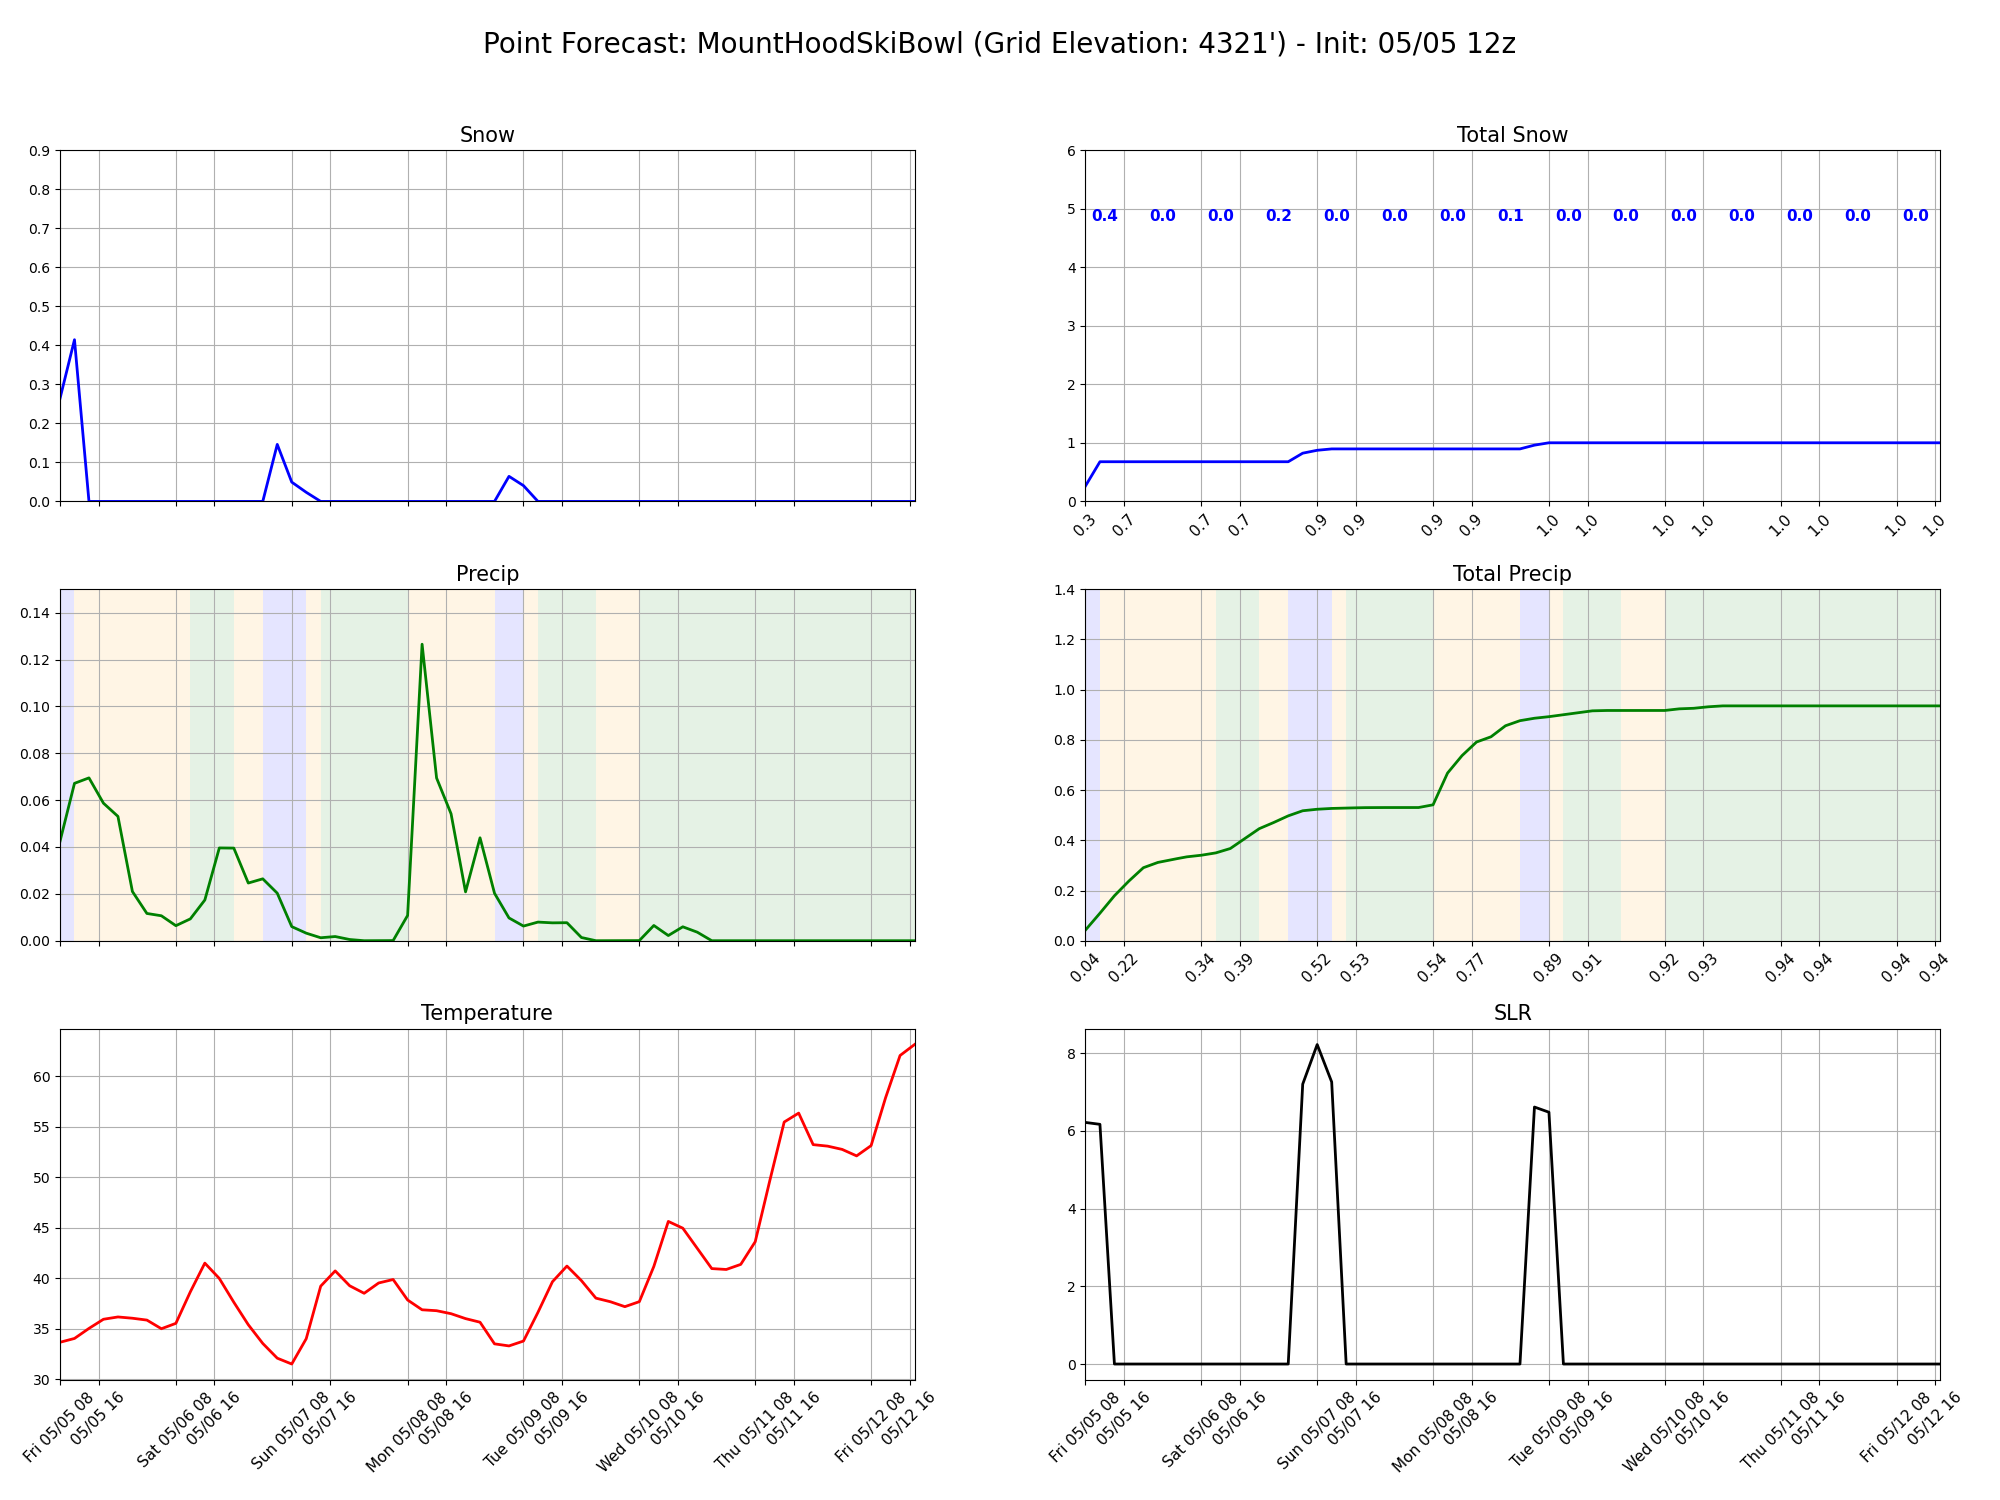 Point Forecast: MountHoodSkiBowl (Grid Elevation: 4321') - Init: 05/05 12z
Snow
0.9
0.8
0.7
0.6
0.5
0.4
0.3
0.2
0.1
0.0
Total Snow
6
5
4
3
2
1
0
0.4 0.0 0.0 0.2 0.0 0.0 0.0 0.1 0.0 0.0 0.0 0.0 0.0 0.0 0.0
0.3 0.7 0.7 0.7 0.9 0.9 0.9 0.9 1.0 1.0 1.0 1.0 1.0 1.0 1.0 1.0
Precip
0.14
0.12
0.10
0.08
0.06
0.04
0.02
0.00
Total Precip
1.4
1.2
1.0
0.8
0.6
0.4
0.2
0.0
0.04 0.22 0.34 0.39 0.52 0.53 0.54 0.77 0.89 0.91 0.92 0.93 0.94 0.94 0.94 0.94
Temperature
60
55
50
45
40
35
30
Fri 05/05 08
05/05 16
Sat 05/06 08
05/06 16
Sun 05/07 08
05/07 16
Mon 05/08 08
05/08 16
Tue 05/09 08
05/09 16
Wed 05/10 08
05/10 16
Thu 05/11 08
05/11 16
Fri 05/12 08
05/12 16
SLR
8
6
4
2
0
Fri 05/05 08
05/05 16
Sat 05/06 08
05/06 16
Sun 05/07 08
05/07 16
Mon 05/08 08
05/08 16
Tue 05/09 08
05/09 16
Wed 05/10 08
05/10 16
Thu 05/11 08
05/11 16
Fri 05/12 08
05/12 16